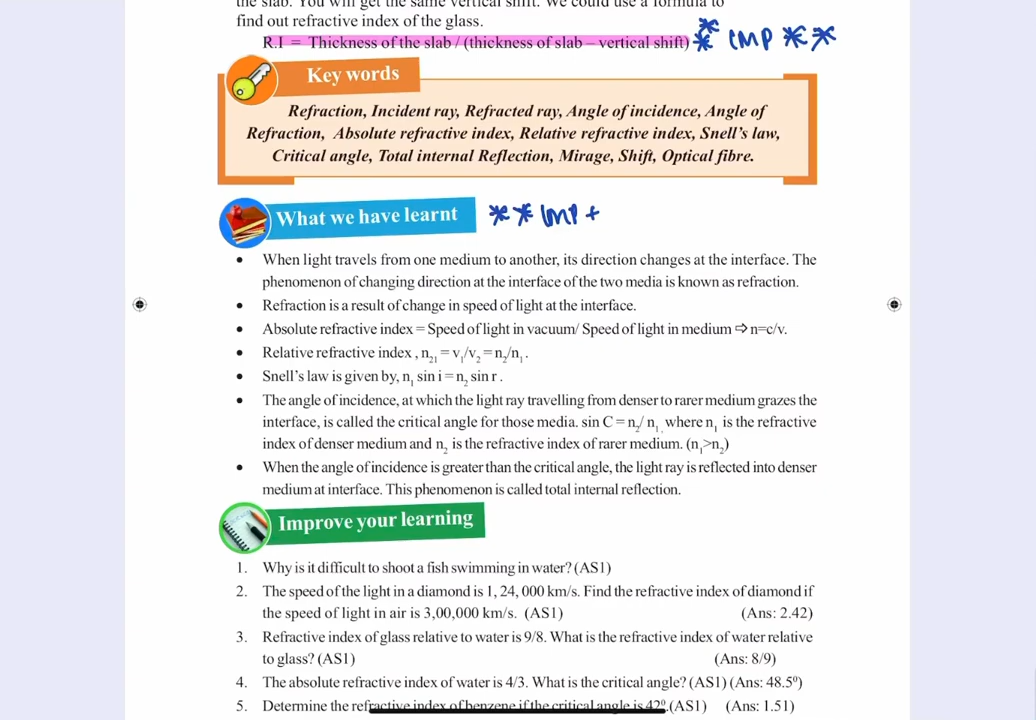 the slab. You will get the same vertical shift. We could use a formula to
find out refractive index of the glass.
R.I = Thickness of the slab / (thickness of slab – vertical shift) ** IMP **
Key words
Refraction, Incident ray, Refracted ray, Angle of incidence, Angle of
Refraction, Absolute refractive index, Relative refractive index, Snell's law,
Critical angle, Total internal Reflection, Mirage, Shift, Optical fibre.
What we have learnt ** IMP +
• When light travels from one medium to another, its direction changes at the interface. The
phenomenon of changing direction at the interface of the two media is known as refraction.
• Refraction is a result of change in speed of light at the interface.
• Absolute refractive index = Speed of light in vacuum/ Speed of light in medium ⇒ n=c/v.
• Relative refractive index , n₂₁ = v₁/v₂ = n₂/n₁ .
• Snell's law is given by, n₁ sin i = n₂ sin r .
• The angle of incidence, at which the light ray travelling from denser to rarer medium grazes the
interface, is called the critical angle for those media. sin C = n₂/ n₁, where n₁ is the refractive
index of denser medium and n₂ is the refractive index of rarer medium. (n₁>n₂)
• When the angle of incidence is greater than the critical angle, the light ray is reflected into denser
medium at interface. This phenomenon is called total internal reflection.
Improve your learning
1. Why is it difficult to shoot a fish swimming in water? (AS1)
2. The speed of the light in a diamond is 1, 24, 000 km/s. Find the refractive index of diamond if
the speed of light in air is 3,00,000 km/s. (AS1) (Ans: 2.42)
3. Refractive index of glass relative to water is 9/8. What is the refractive index of water relative
to glass? (AS1) (Ans: 8/9)
4. The absolute refractive index of water is 4/3. What is the critical angle? (AS1) (Ans: 48.5⁰)
5. Determine the refractive index of benzene if the critical angle is 42⁰.(AS1) (Ans: 1.51)